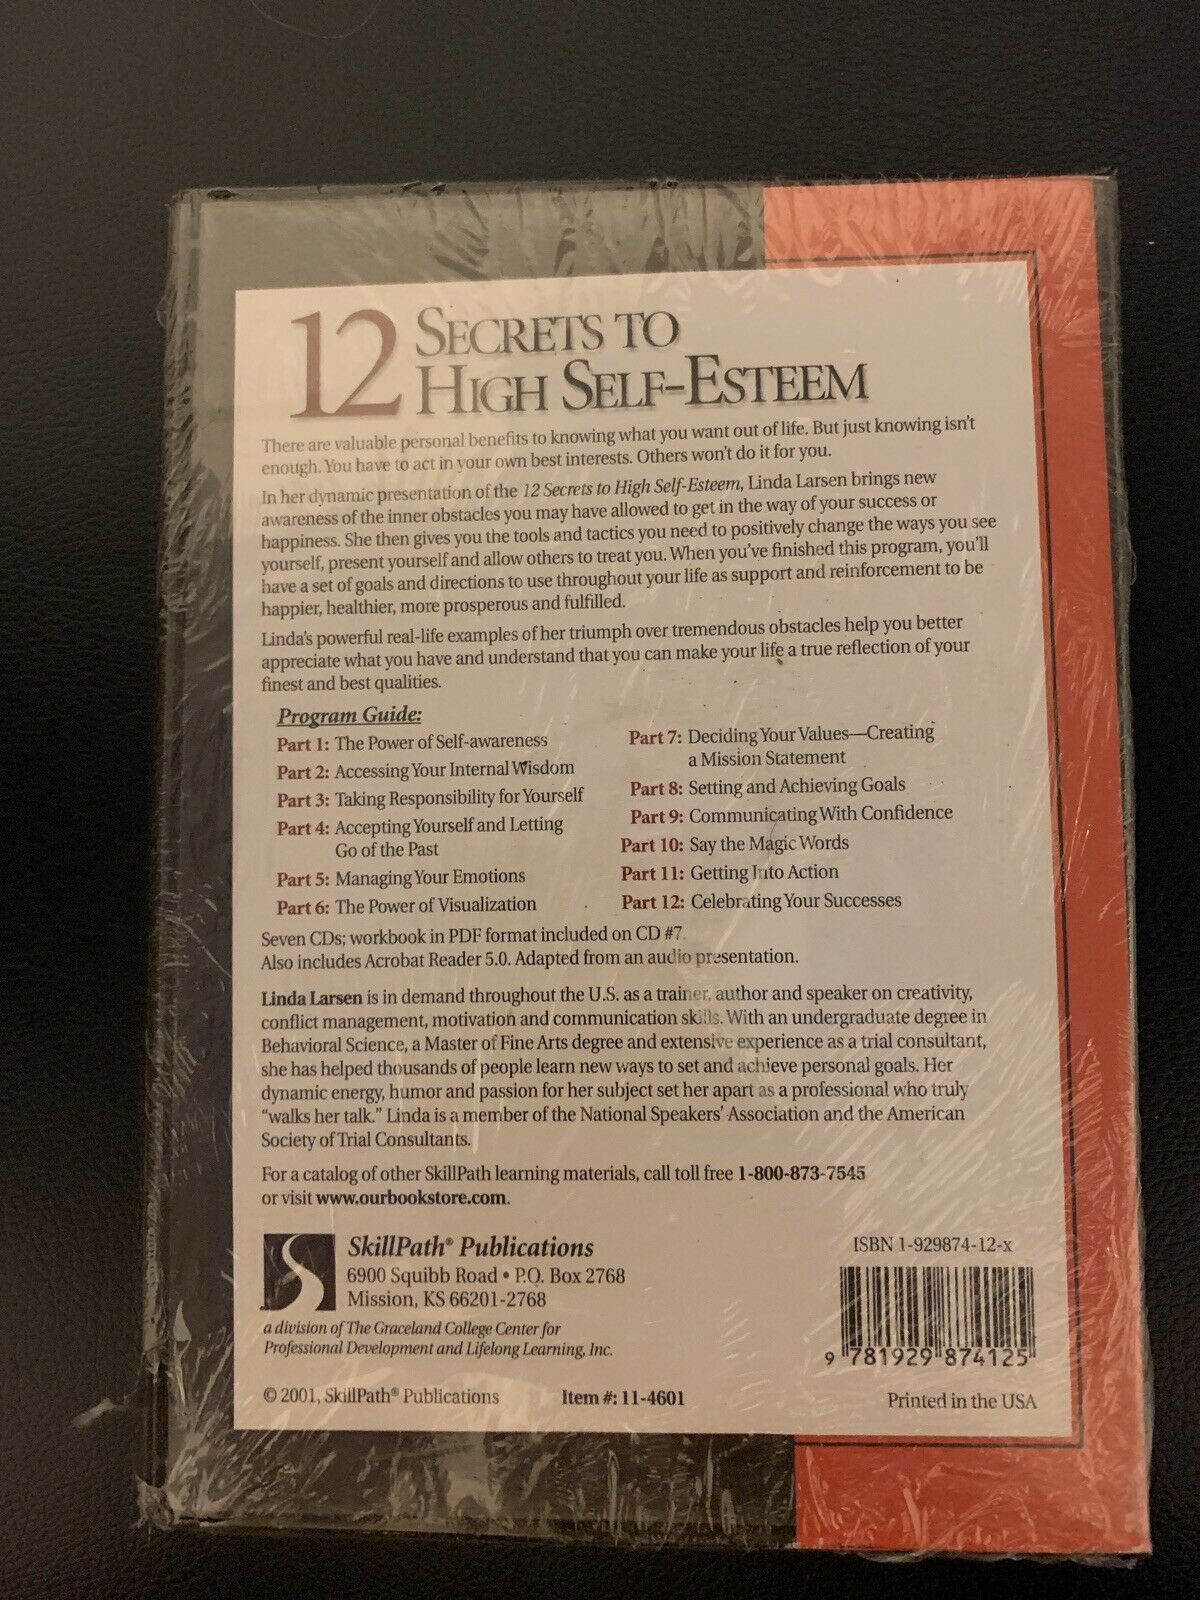 12 SECRETS TO
HIGH SELF-ESTEEM
There are valuable personal benefits to knowing what you want out of life. But just knowing isn't
enough. You have to act in your own best interests. Others won't do it for you.
In her dynamic presentation of the 12 Secrets to High Self-Esteem, Linda Larsen brings new
awareness of the inner obstacles you may have allowed to get in the way of your success or
happiness. She then gives you the tools and tactics you need to positively change the ways you see
yourself, present yourself and allow others to treat you. When you've finished this program, you'll
have a set of goals and directions to use throughout your life as support and reinforcement to be
happier, healthier, more prosperous and fulfilled.
Linda's powerful real-life examples of her triumph over tremendous obstacles help you better
appreciate what you have and understand that you can make your life a true reflection of your
finest and best qualities.
Program Guide:
Part 1: The Power of Self-awareness
Part 2: Accessing Your Internal Wisdom
Part 3: Taking Responsibility for Yourself
Part 4: Accepting Yourself and Letting
Go of the Past
Part 5: Managing Your Emotions
Part 6: The Power of Visualization
Part 7: Deciding Your Values—Creating
a Mission Statement
Part 8: Setting and Achieving Goals
Part 9: Communicating With Confidence
Part 10: Say the Magic Words
Part 11: Getting Into Action
Part 12: Celebrating Your Successes
Seven CDs; workbook in PDF format included on CD #7.
Also includes Acrobat Reader 5.0. Adapted from an audio presentation.
Linda Larsen is in demand throughout the U.S. as a trainer, author and speaker on creativity,
conflict management, motivation and communication skills. With an undergraduate degree in
Behavioral Science, a Master of Fine Arts degree and extensive experience as a trial consultant,
she has helped thousands of people learn new ways to set and achieve personal goals. Her
dynamic energy, humor and passion for her subject set her apart as a professional who truly
"walks her talk." Linda is a member of the National Speakers' Association and the American
Society of Trial Consultants.
For a catalog of other SkillPath learning materials, call toll free 1-800-873-7545
or visit www.ourbookstore.com.
SkillPath® Publications
6900 Squibb Road • P.O. Box 2768
Mission, KS 66201-2768
a division of The Graceland College Center for
Professional Development and Lifelong Learning, Inc.
ISBN 1-929874-12-x
9 781929 874125
© 2001, SkillPath® Publications
Item #: 11-4601
Printed in the USA